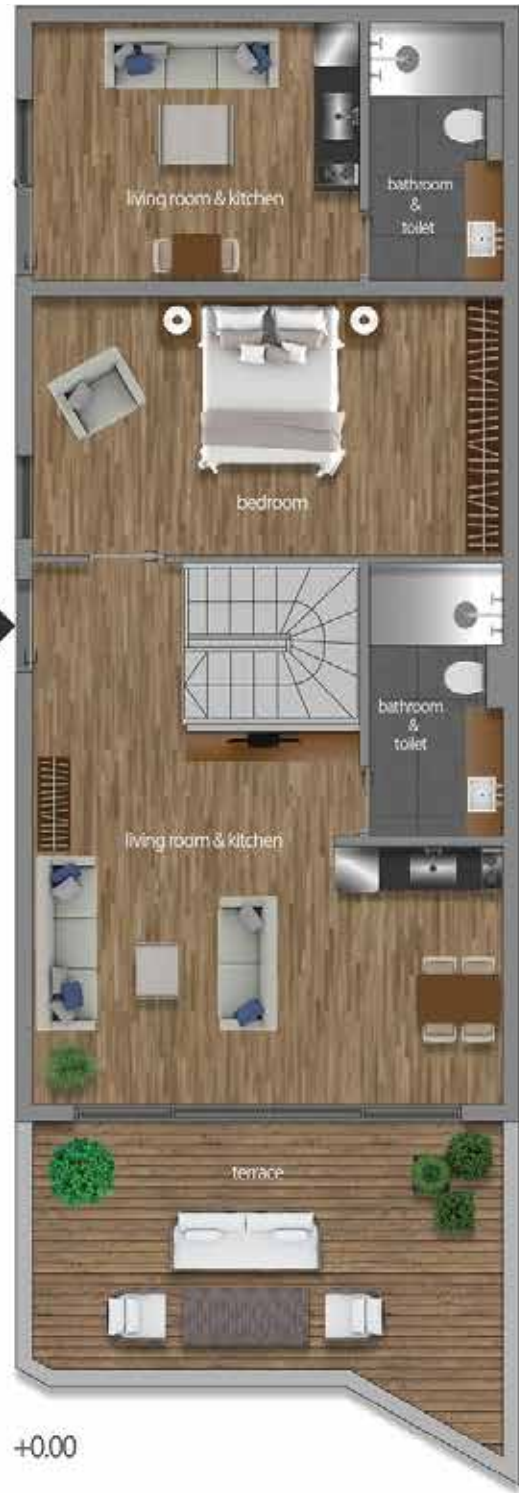 living room & kitchen
bathroom
&
toilet
bedroom
bathroom
&
toilet
living room & kitchen
terrace
+0.00